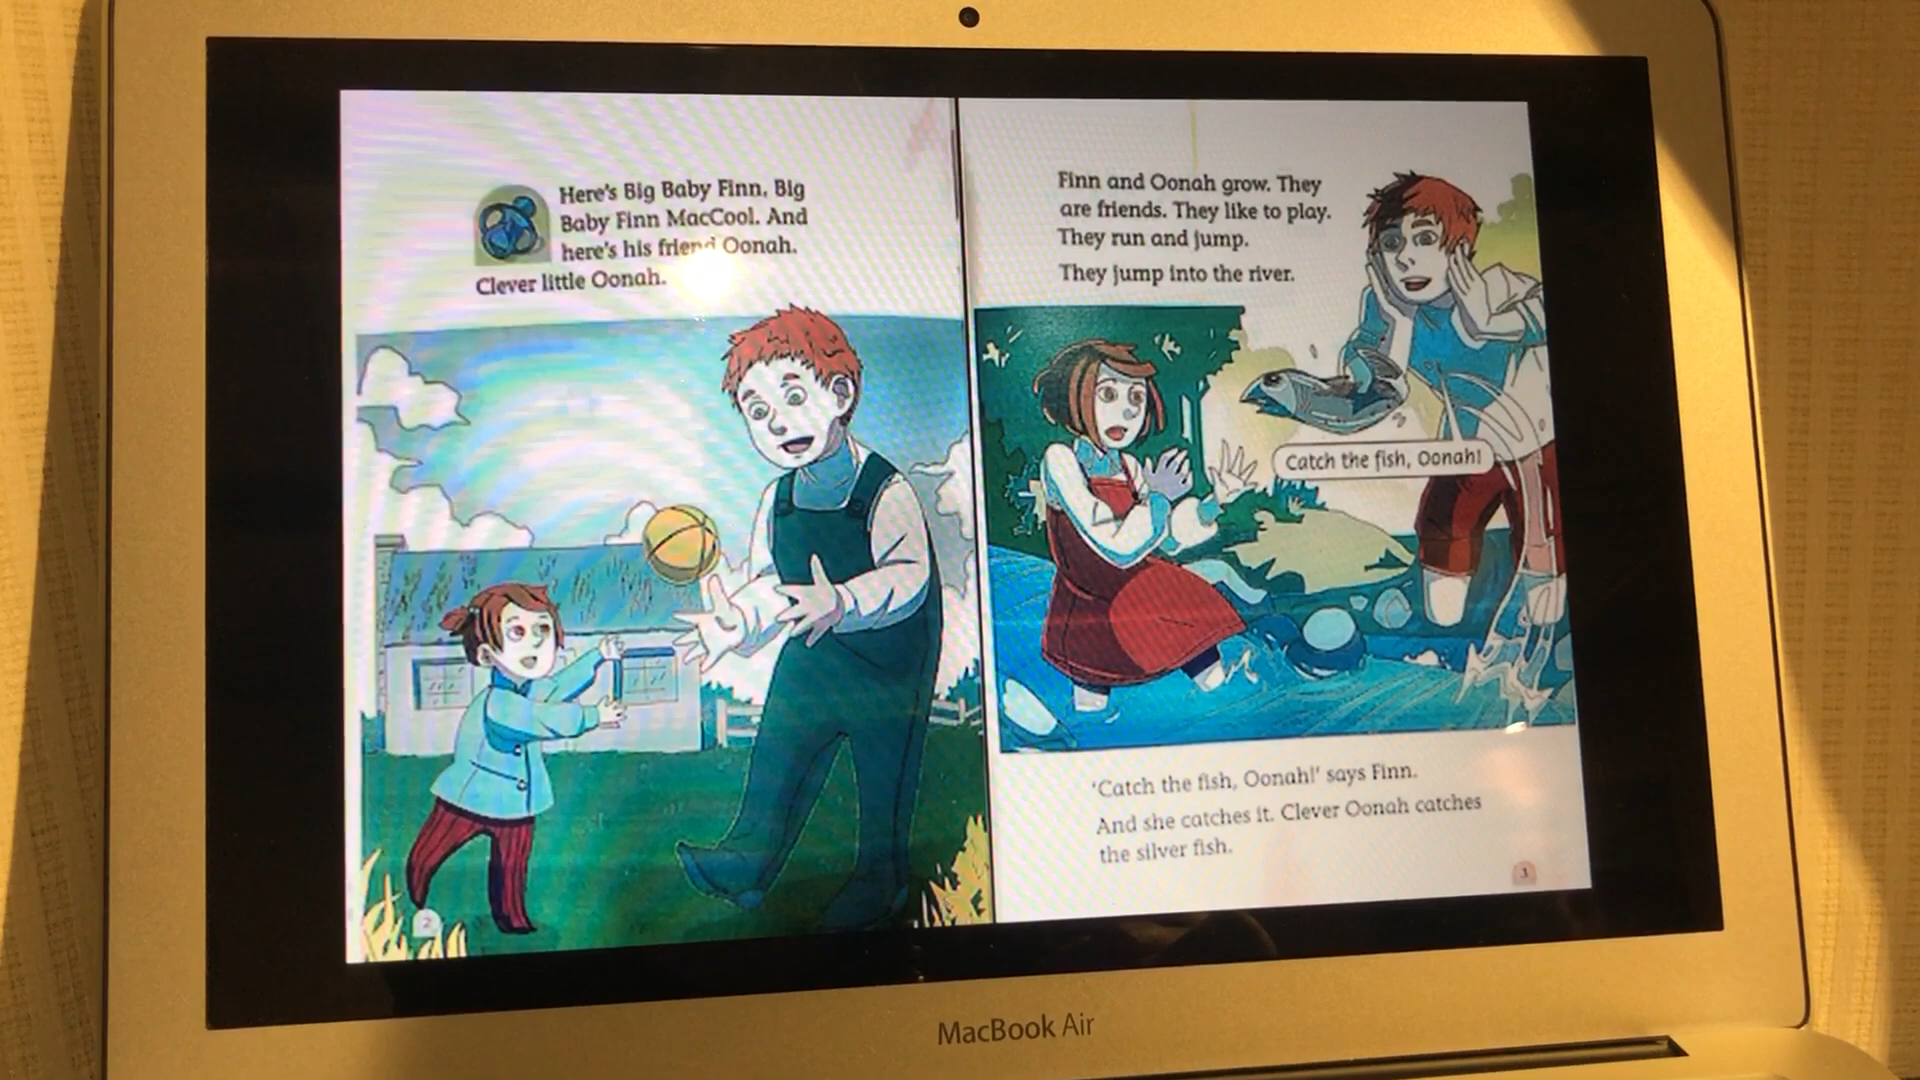 Here's Big Baby Finn, Big
Baby Finn MacCool. And
here's his friend Oonah.
Clever little Oonah.
2
Finn and Oonah grow. They
are friends. They like to play.
They run and jump.
They jump into the river.
Catch the fish, Oonah!
'Catch the fish, Oonah!' says Finn.
And she catches it. Clever Oonah catches
the silver fish.
3
MacBook Air